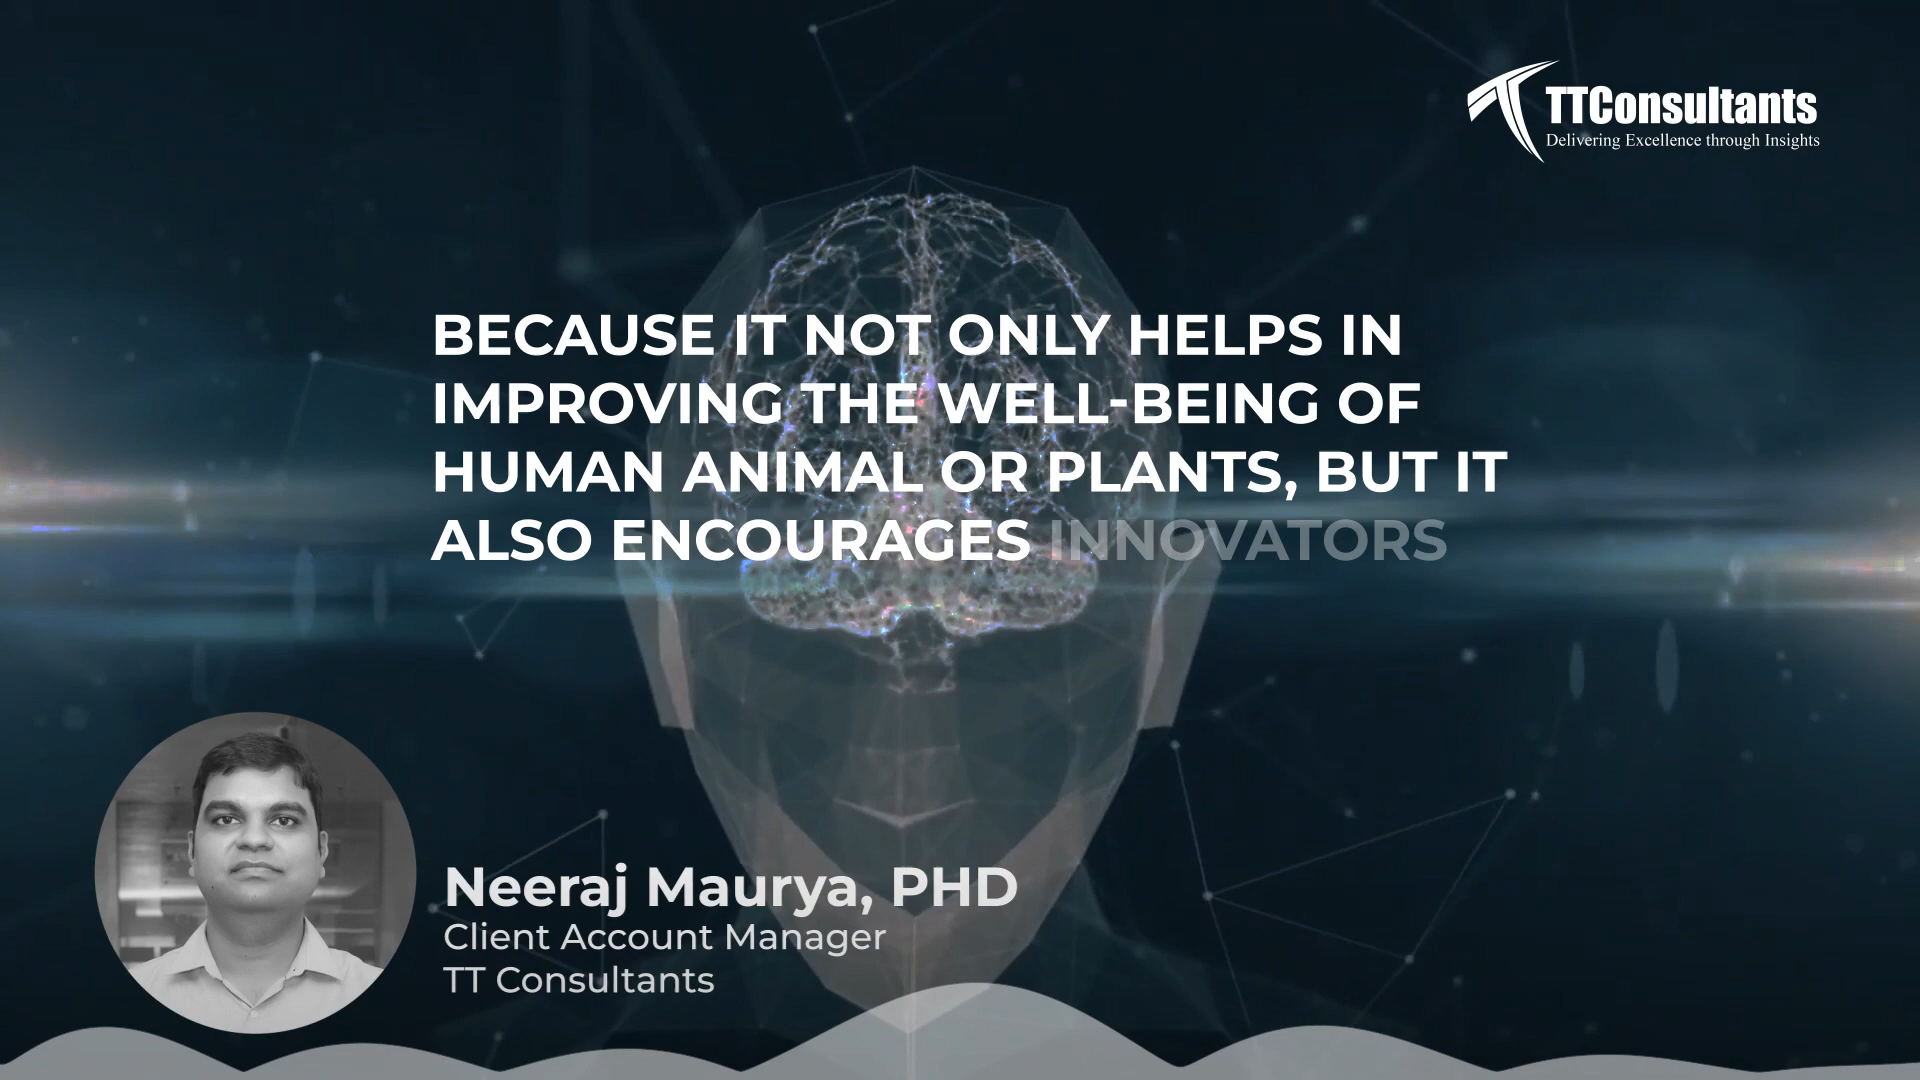 TTConsultants
Delivering Excellence through Insights
BECAUSE IT NOT ONLY HELPS IN
IMPROVING THE WELL-BEING OF
HUMAN ANIMAL OR PLANTS, BUT IT
ALSO ENCOURAGES INNOVATORS
Neeraj Maurya, PHD
Client Account Manager
TT Consultants